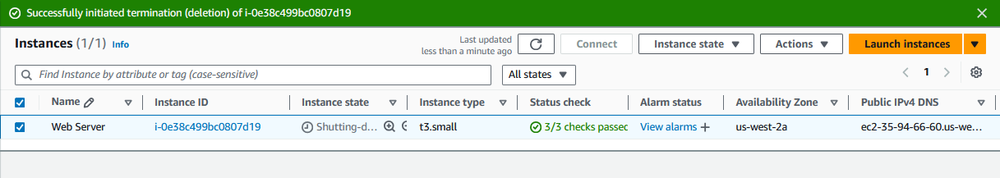 Successfully initiated termination (deletion) of i-0e38c499bc0807d19
Instances (1/1) Info
Last updated
less than a minute ago
Connect
Instance state
Actions
Launch instances
Find Instance by attribute or tag (case-sensitive)
All states
1
Name Instance ID Instance state Instance type Status check Alarm status Availability Zone Public IPv4 DNS
Web Server i-0e38c499bc0807d19 Shutting-d... t3.small 3/3 checks passed View alarms + us-west-2a ec2-35-94-66-60.us-we...